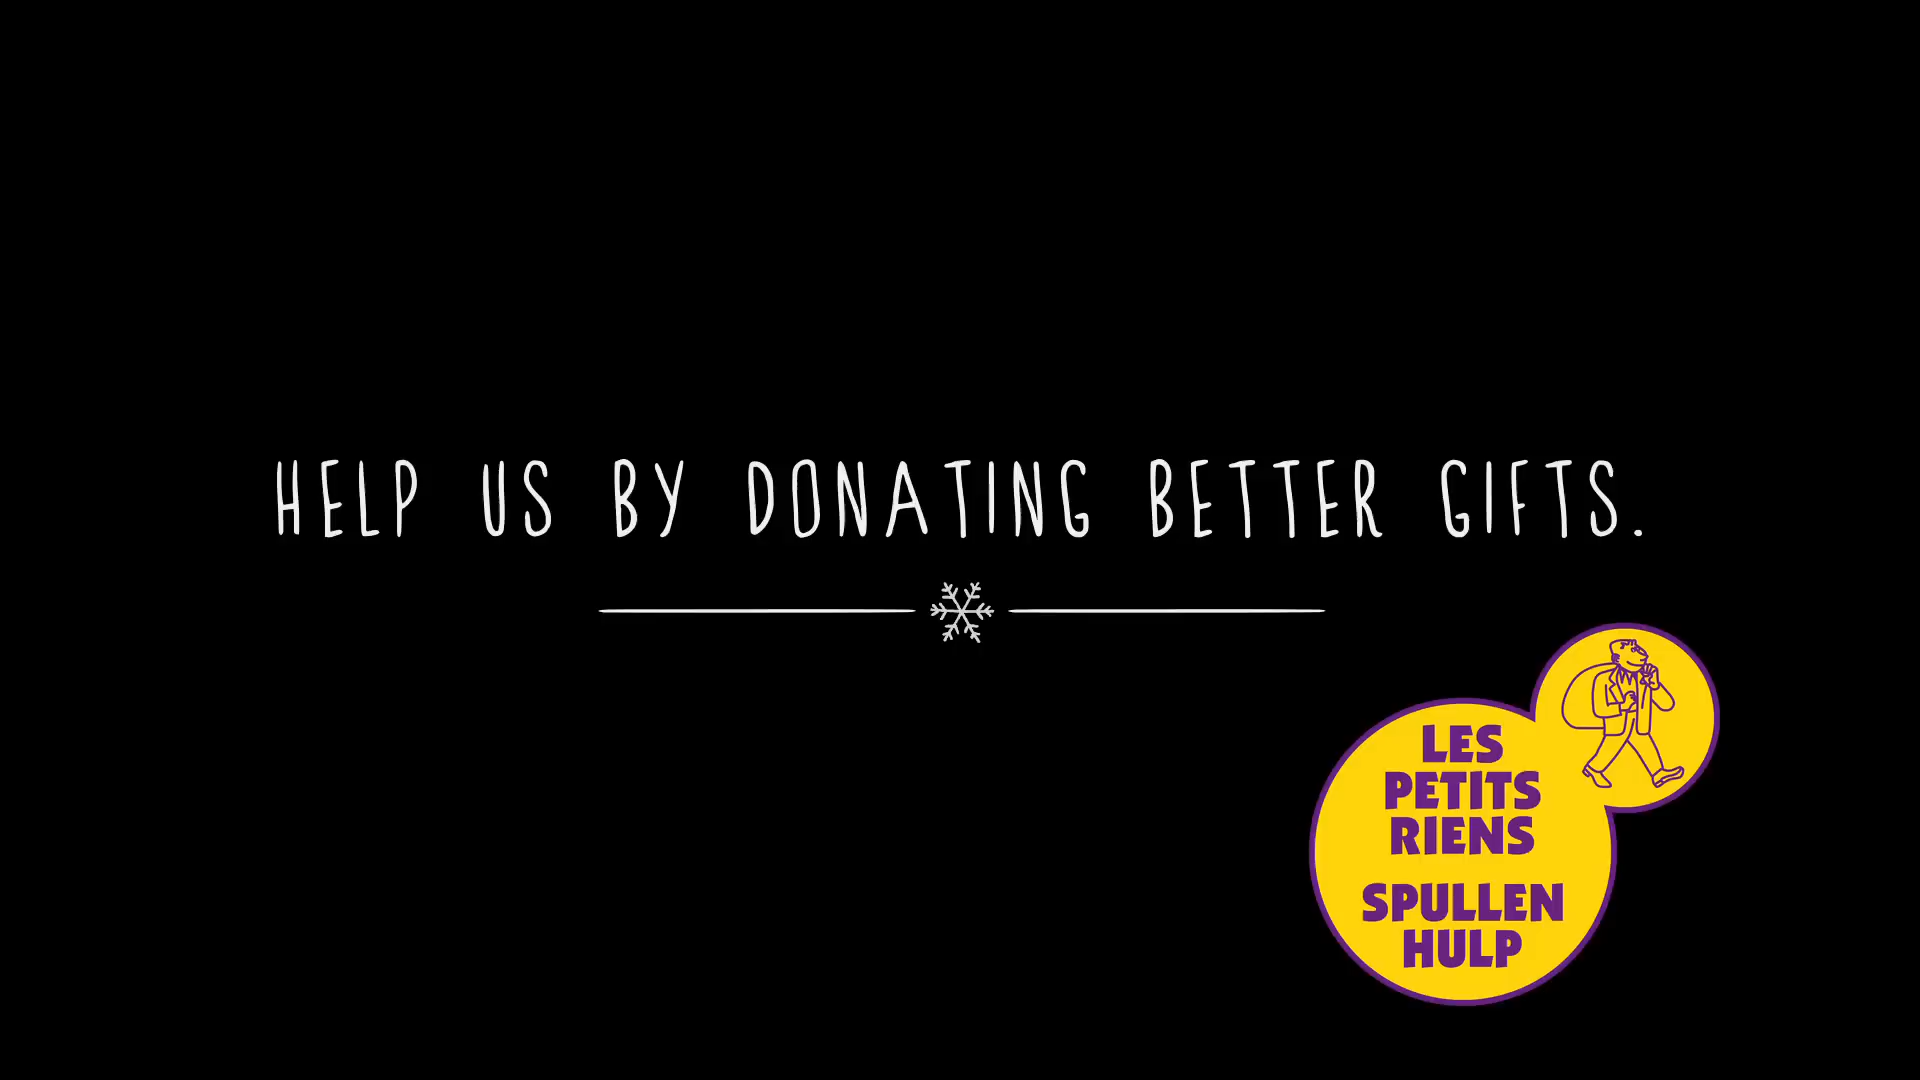 HELP US BY DONATING BETTER GIFTS.
LES
PETITS
RIENS
SPULLEN
HULP